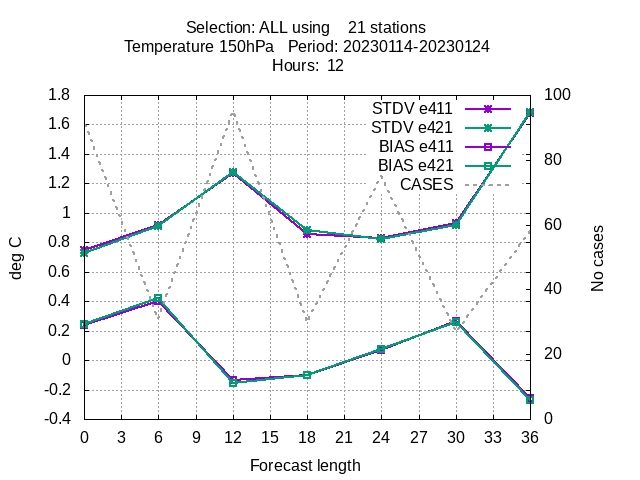 Selection: ALL using    21 stations
Temperature 150hPa   Period: 20230114-20230124
Hours:  12
STDV e411
STDV e421
BIAS e411
BIAS e421
CASES
deg C
1.8
1.6
1.4
1.2
1
0.8
0.6
0.4
0.2
0
-0.2
-0.4
100
80
60
40
20
0
No cases
0 3 6 9 12 15 18 21 24 27 30 33 36
Forecast length